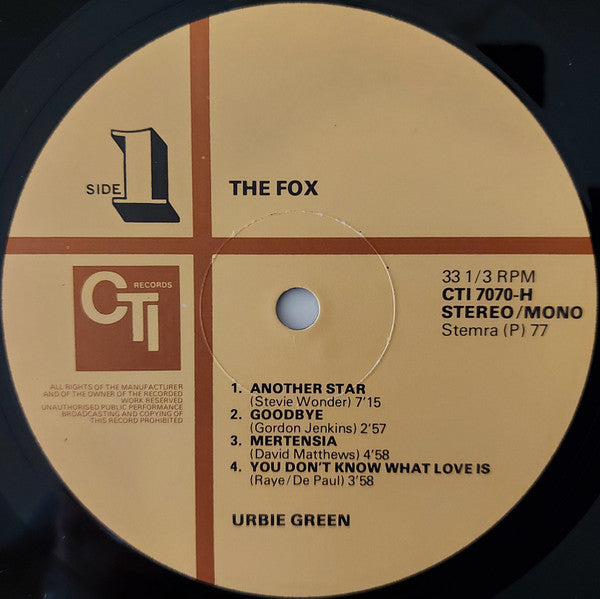 SIDE 1
THE FOX
CTI RECORDS
33 1/3 RPM
CTI 7070-H
STEREO/MONO
Stemra (P) 77
ALL RIGHTS OF THE MANUFACTURER
AND OF THE OWNER OF THE RECORDED
WORK RESERVED
UNAUTHORISED PUBLIC PERFORMANCE
BROADCASTING AND COPYING OF
THIS RECORD PROHIBITED
1. ANOTHER STAR
(Stevie Wonder) 7'15
2. GOODBYE
(Gordon Jenkins) 2'57
3. MERTENSIA
(David Matthews) 4'58
4. YOU DON'T KNOW WHAT LOVE IS
(Raye/De Paul) 3'58
URBIE GREEN